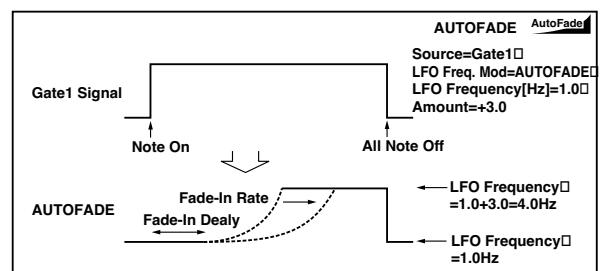 AUTOFADE
AutoFade
Source=Gate1□
LFO Freq. Mod=AUTOFADE□
LFO Frequency[Hz]=1.0□
Amount=+3.0
Gate1 Signal
Note On
All Note Off
Fade-In Rate
LFO Frequency□
=1.0+3.0=4.0Hz
AUTOFADE
Fade-In Dealy
LFO Frequency□
=1.0Hz